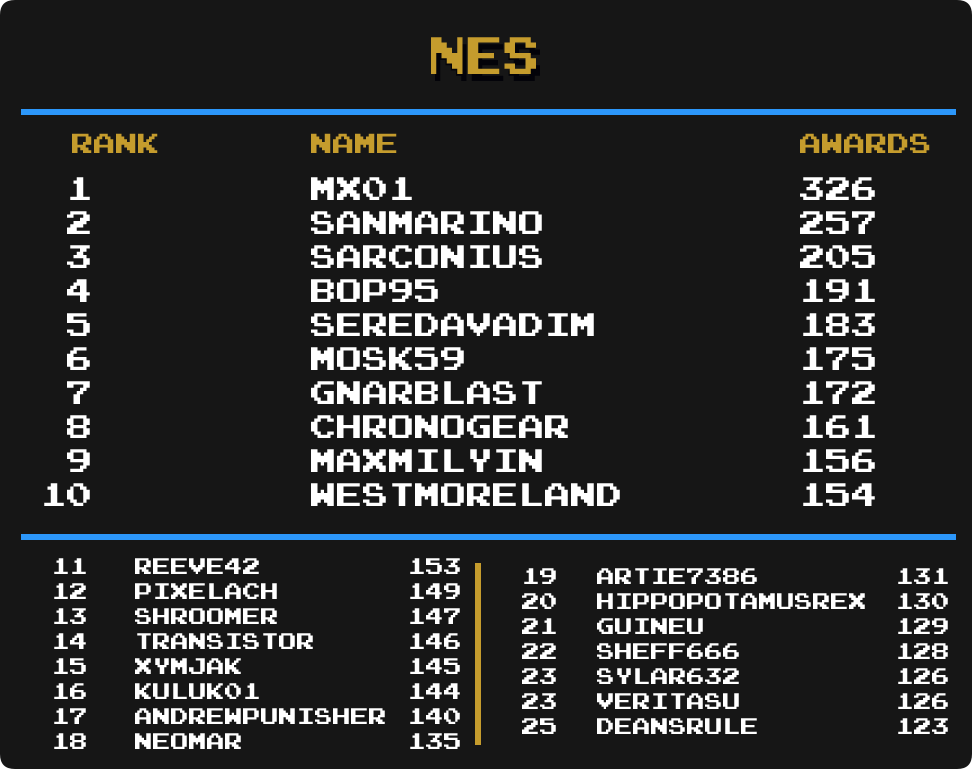 NES
RANK NAME AWARDS
1 MX01 326
2 SANMARINO 257
3 SARCONIUS 205
4 BOP95 191
5 SEREDAVADIM 183
6 MOSK59 175
7 GNARBLAST 172
8 CHRONOGEAR 161
9 MAXMILYIN 156
10 WESTMORELAND 154
11 REEVE42 153
12 PIXELACH 149
13 SHROOMER 147
14 TRANSISTOR 146
15 XYMJAK 145
16 KULUK01 144
17 ANDREWPUNISHER 140
18 NEOMAR 135
19 ARTIE7386 131
20 HIPPOPOTAMUSREX 130
21 GUINEU 129
22 SHEFF666 128
23 SYLAR632 126
23 VERITASU 126
25 DEANSRULE 123